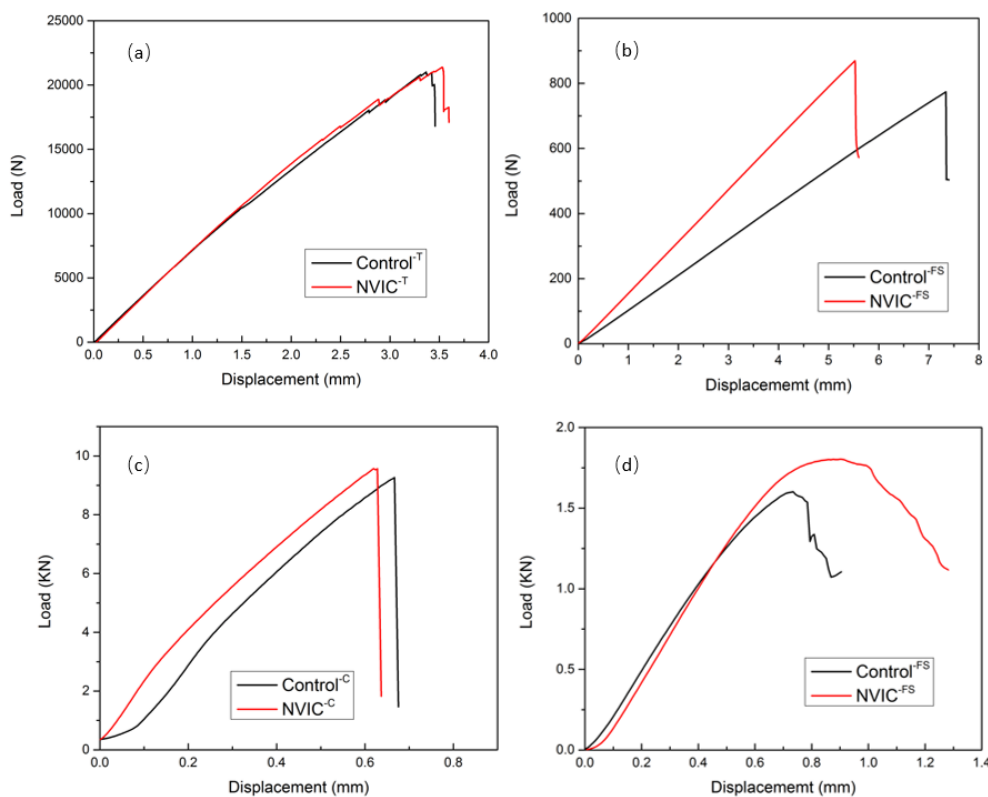 (a)
25000
20000
15000
10000
5000
0
Load (N)
0.0 0.5 1.0 1.5 2.0 2.5 3.0 3.5 4.0
Displacement (mm)
Control-T
NVIC-T
(b)
1000
800
600
400
200
0
Load (N)
0 1 2 3 4 5 6 7 8
Displacememt (mm)
Control-FS
NVIC-FS
(c)
10
8
6
4
2
0
Load (KN)
0.0 0.2 0.4 0.6 0.8
Displacement (mm)
Control-C
NVIC-C
(d)
2.0
1.5
1.0
0.5
0.0
Load (KN)
0.0 0.2 0.4 0.6 0.8 1.0 1.2 1.4
Displacement (mm)
Control-FS
NVIC-FS